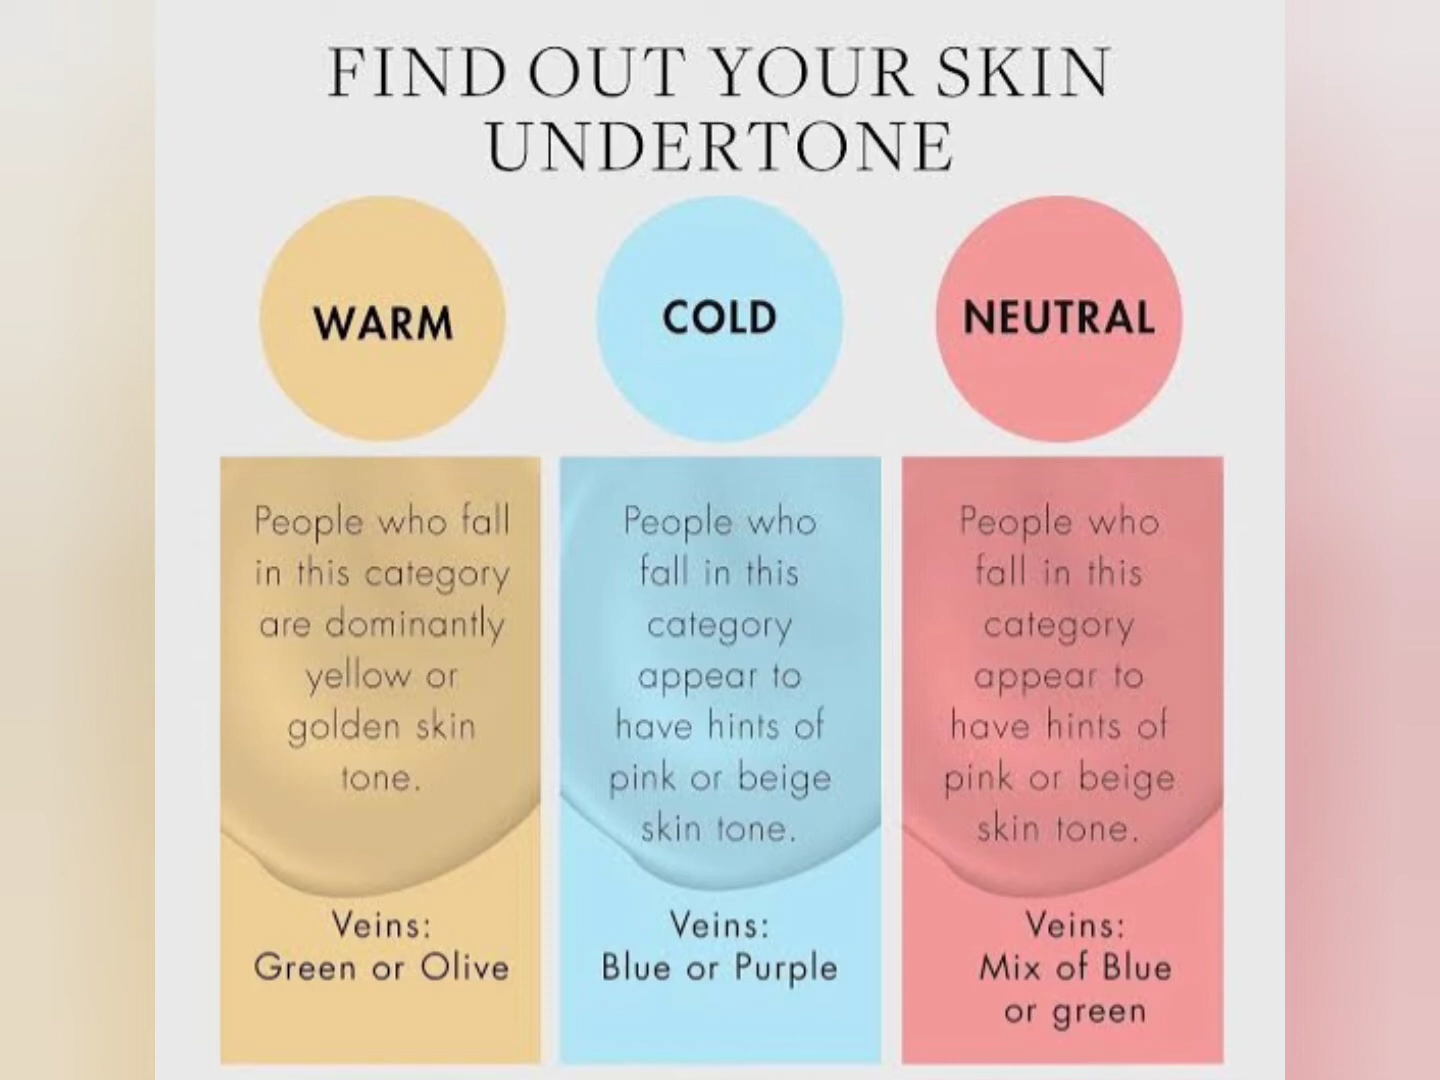 FIND OUT YOUR SKIN
UNDERTONE
WARM
People who fall
in this category
are dominantly
yellow or
golden skin
tone.
Veins:
Green or Olive
COLD
People who
fall in this
category
appear to
have hints of
pink or beige
skin tone.
Veins:
Blue or Purple
NEUTRAL
People who
fall in this
category
appear to
have hints of
pink or beige
skin tone.
Veins:
Mix of Blue
or green